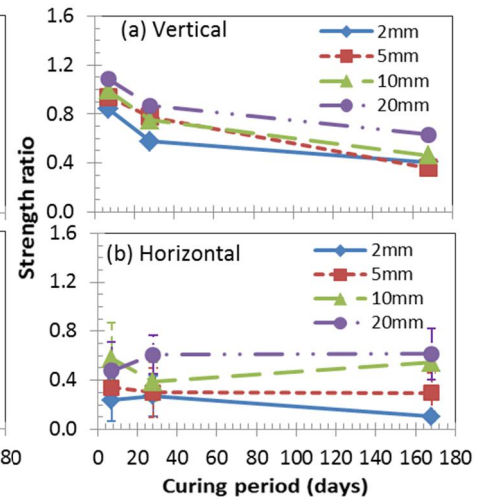 1.6
1.2
0.8
0.4
0.0
(a) Vertical
2mm
5mm
10mm
20mm
Strength ratio
1.6
1.2
0.8
0.4
0.0
(b) Horizontal
2mm
5mm
10mm
20mm
80
0 20 40 60 80 100 120 140 160 180
Curing period (days)